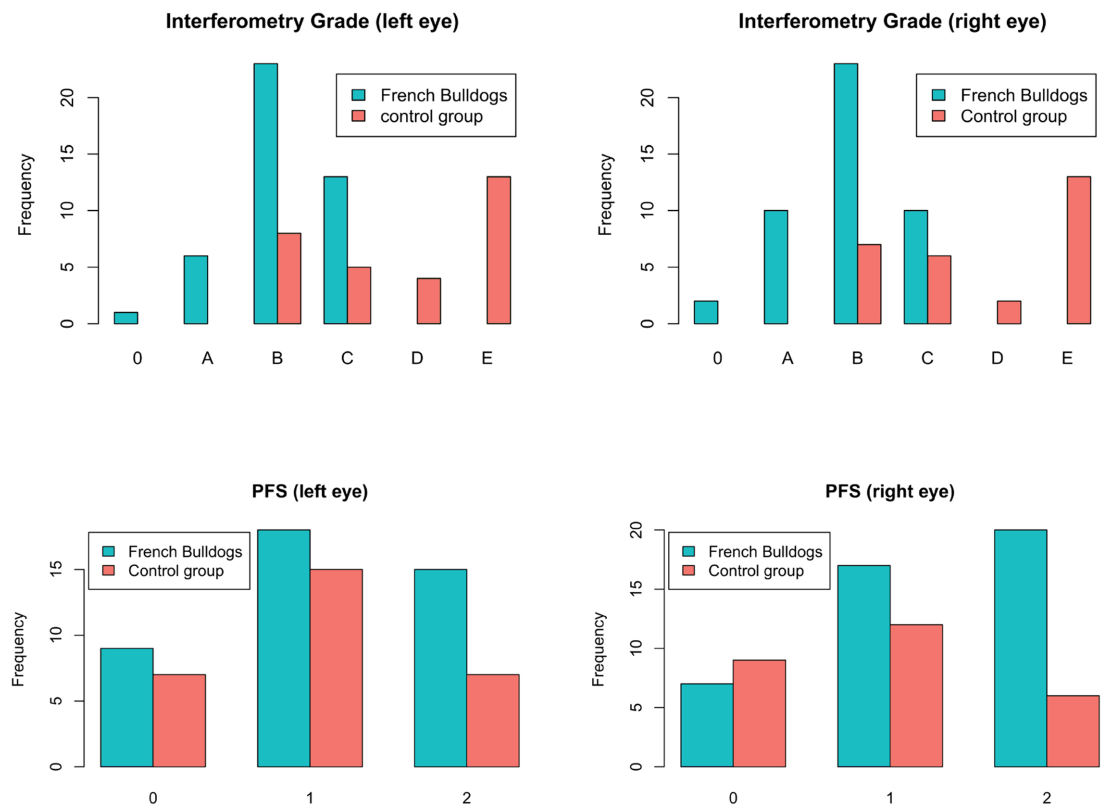 Interferometry Grade (left eye)
French Bulldogs
control group
Frequency
20
15
10
5
0
0 A B C D E
Interferometry Grade (right eye)
French Bulldogs
Control group
Frequency
20
15
10
5
0
0 A B C D E
PFS (left eye)
French Bulldogs
Control group
Frequency
15
10
5
0
0 1 2
PFS (right eye)
French Bulldogs
Control group
Frequency
20
15
10
5
0
0 1 2